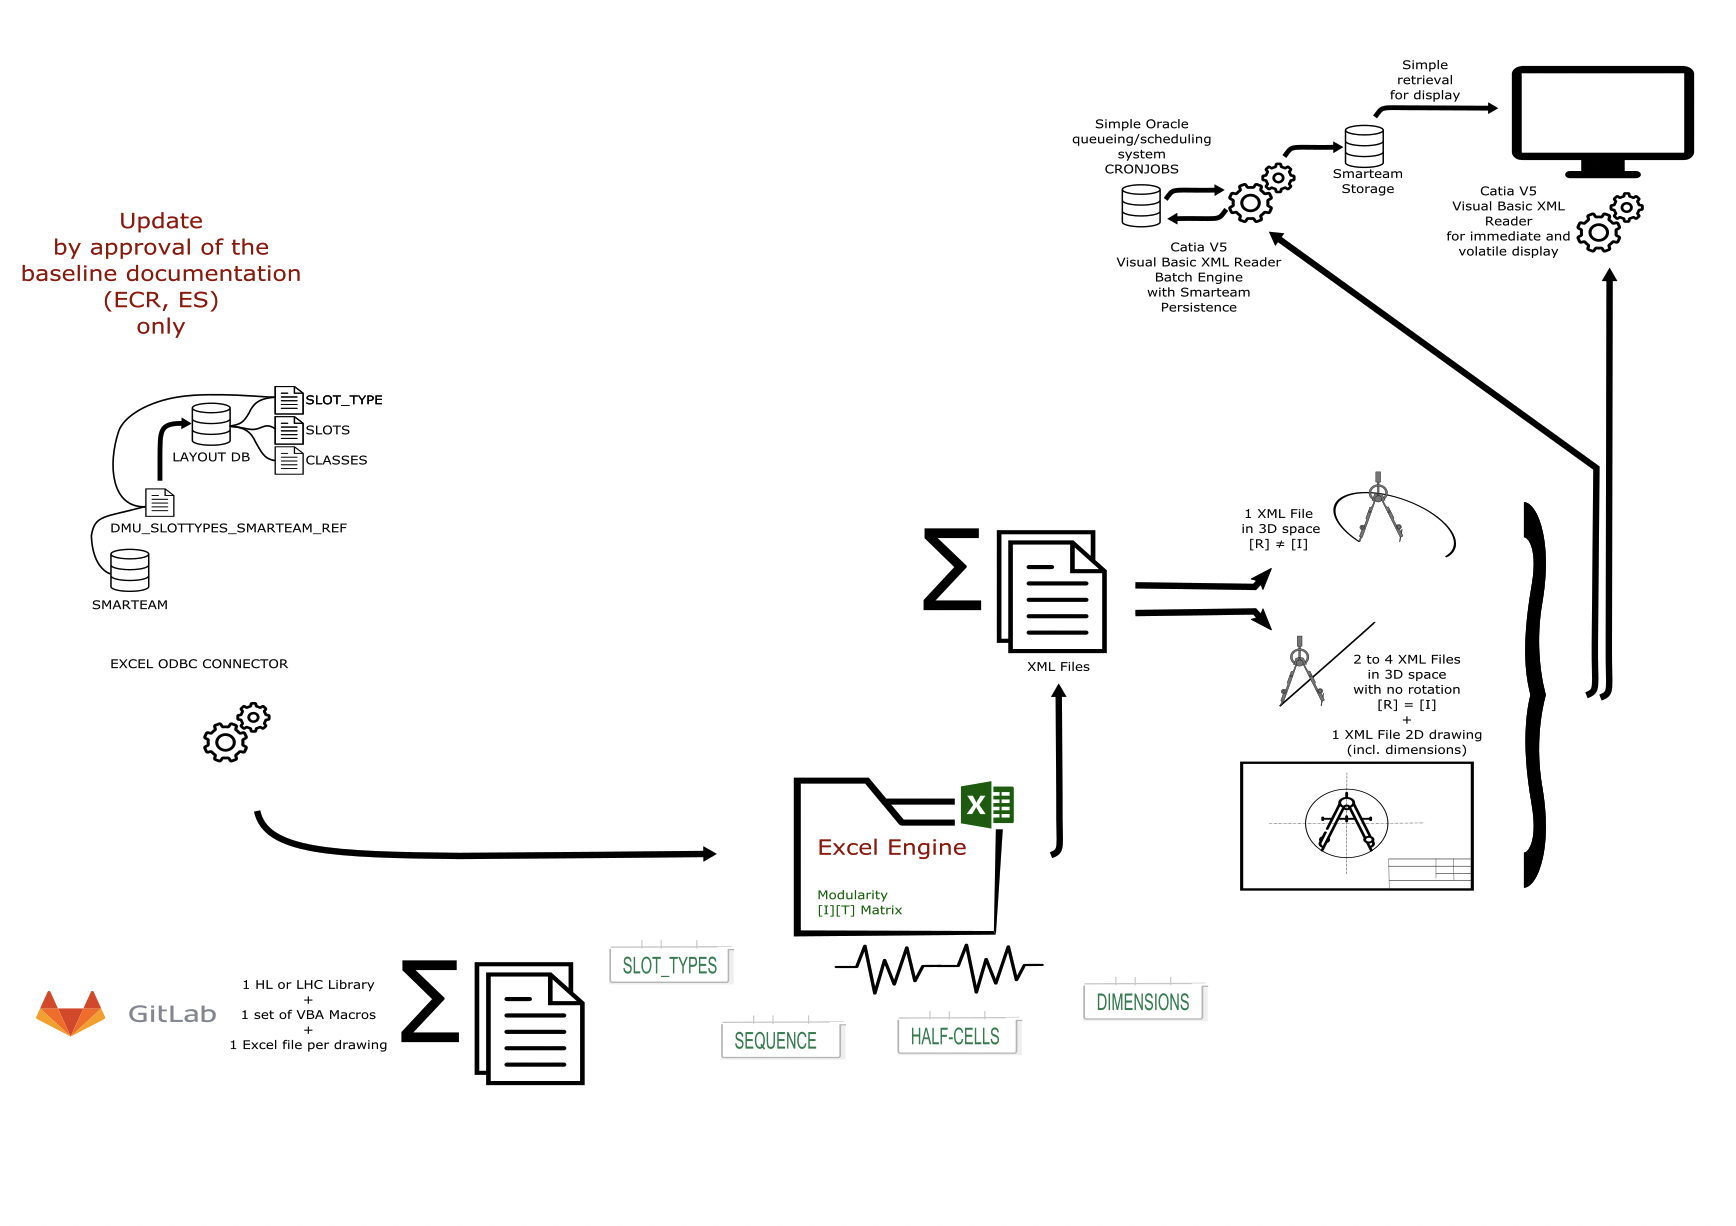 Simple
retrieval
for display
Simple Oracle
queueing/scheduling
system
CRONJOBS
Smarteam
Storage
Catia V5
Visual Basic XML
Reader
for immediate and
volatile display
Catia V5
Visual Basic XML Reader
Batch Engine
with Smarteam
Persistence
Update
by approval of the
baseline documentation
(ECR, ES)
only
SLOT_TYPE
SLOTS
CLASSES
LAYOUT DB
DMU_SLOTTYPES_SMARTEAM_REF
SMARTEAM
EXCEL ODBC CONNECTOR
1 XML File
in 3D space
[R] ≠ [I]
Σ
XML Files
2 to 4 XML Files
in 3D space
with no rotation
[R] = [I]
+
1 XML File 2D drawing
(incl. dimensions)
X
Excel Engine
Modularity
[I][T] Matrix
GitLab
1 HL or LHC Library
+
1 set of VBA Macros
+
1 Excel file per drawing
Σ
SLOT_TYPES
SEQUENCE
HALF-CELLS
DIMENSIONS